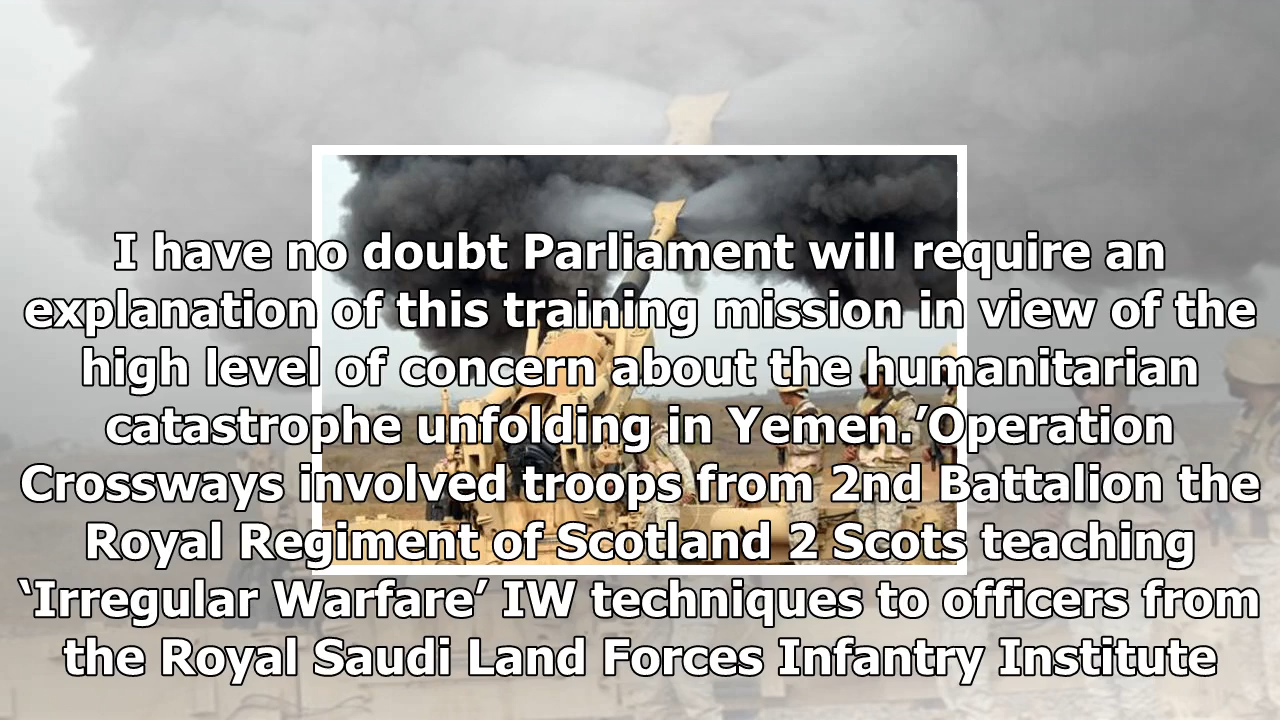 I have no doubt Parliament will require an
explanation of this training mission in view of the
high level of concern about the humanitarian
catastrophe unfolding in Yemen.’Operation
Crossways involved troops from 2nd Battalion the
Royal Regiment of Scotland 2 Scots teaching
‘Irregular Warfare’ IW techniques to officers from
the Royal Saudi Land Forces Infantry Institute